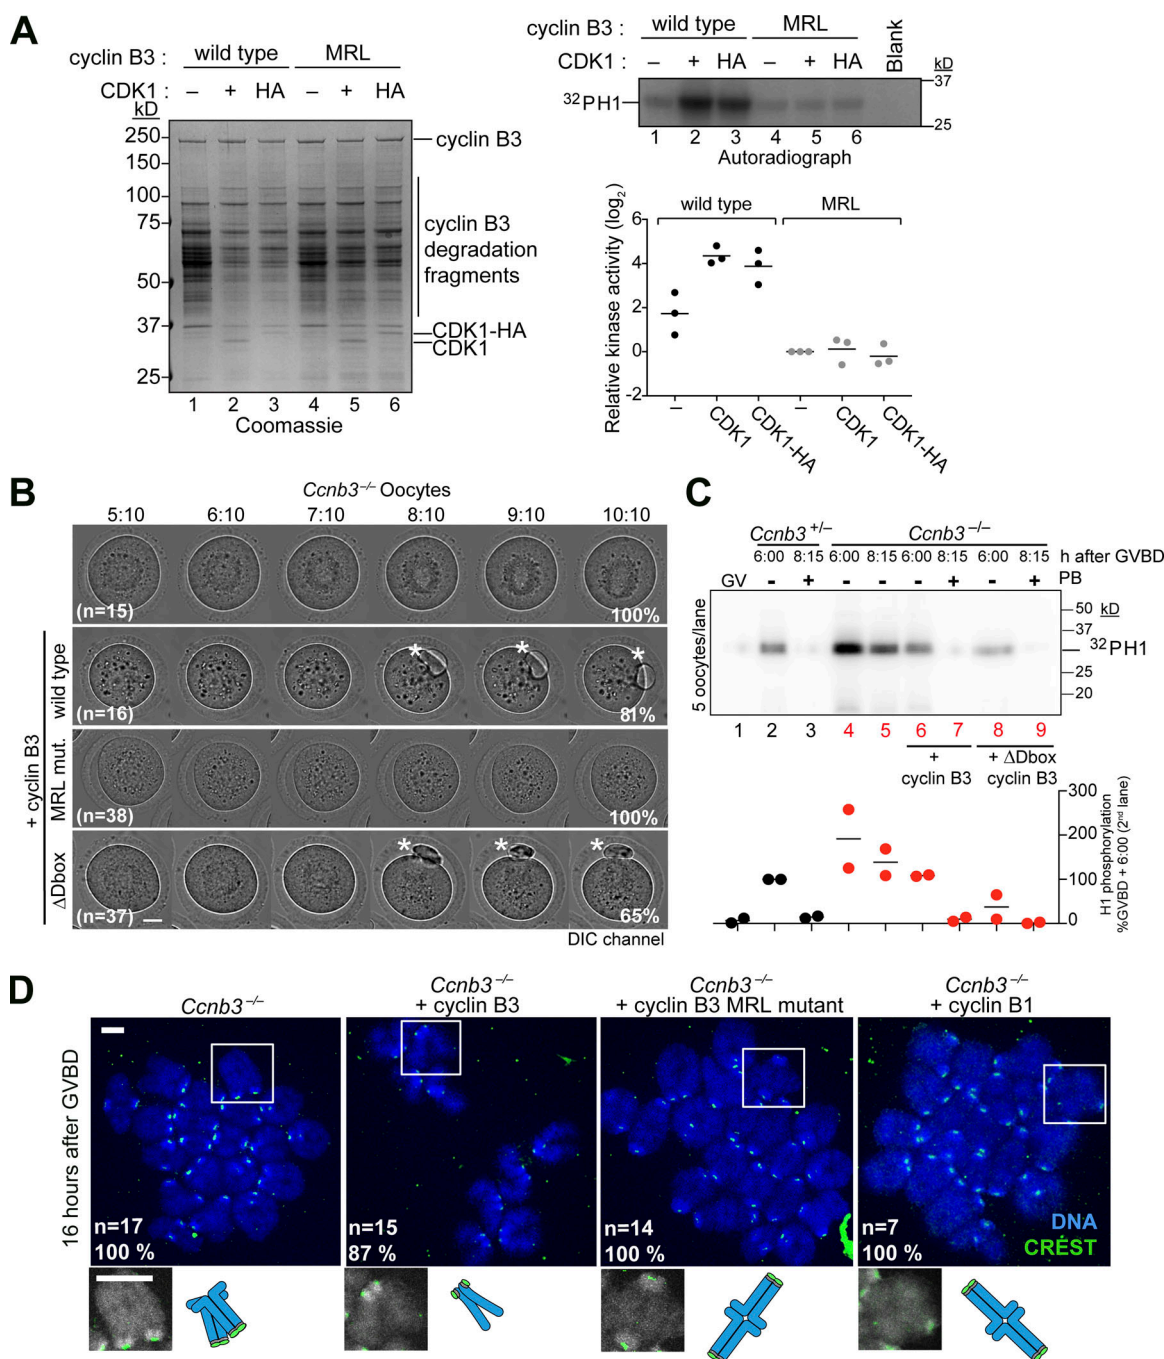 A
cyclin B3 : wild type MRL
CDK1 : – + HA – + HA
kD
250
150
100
75
50
37
25
cyclin B3
cyclin B3
degradation
fragments
CDK1-HA
CDK1
1 2 3 4 5 6
Coomassie
cyclin B3 : wild type MRL Blank
CDK1 : – + HA – + HA kD
37
25
³²PH1
1 2 3 4 5 6
Autoradiograph
Relative kinase activity (log₂)
wild type MRL
6
4
2
0
-2
– CDK1 CDK1-HA – CDK1 CDK1-HA
B
Ccnb3⁻/⁻ Oocytes
5:10 6:10 7:10 8:10 9:10 10:10
(n=15) 100%
+ cyclin B3
wild type
* * *
(n=16) 81%
MRL mut.
(n=38) 100%
ΔDbox
* * *
(n=37) 65%
DIC channel
C
Ccnb3⁺/⁻ Ccnb3⁻/⁻
6:00 8:15 6:00 8:15 6:00 8:15 6:00 8:15 h after GVBD
GV - + - - - + - + PB
5 oocytes/lane
50 kD
37
³²PH1
25
20
1 2 3 4 5 6 7 8 9
+ cyclin B3
+ ΔDbox cyclin B3
300
200
100
0
H1 phosphorylation
%GVBD + 6:00 (2ⁿᵈ lane)
D
16 hours after GVBD
Ccnb3⁻/⁻
n=17
100 %
Ccnb3⁻/⁻
+ cyclin B3
n=15
87 %
Ccnb3⁻/⁻
+ cyclin B3 MRL mutant
n=14
100 %
Ccnb3⁻/⁻
+ cyclin B1
n=7
100 %
DNA
CRÉST